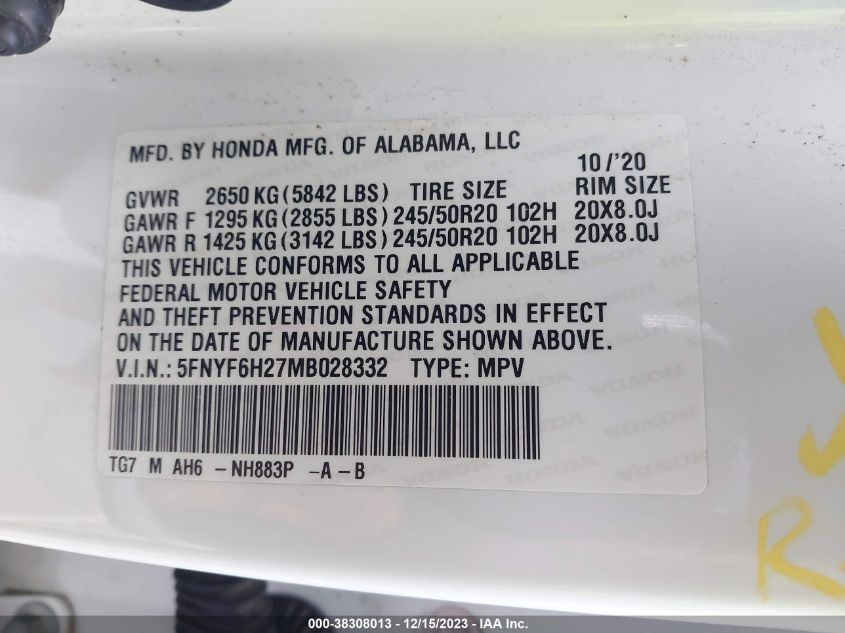 MFD. BY HONDA MFG. OF ALABAMA, LLC
10/'20
GVWR 2650 KG (5842 LBS) TIRE SIZE RIM SIZE
GAWR F 1295 KG (2855 LBS) 245/50R20 102H 20X8.0J
GAWR R 1425 KG (3142 LBS) 245/50R20 102H 20X8.0J
THIS VEHICLE CONFORMS TO ALL APPLICABLE
FEDERAL MOTOR VEHICLE SAFETY
AND THEFT PREVENTION STANDARDS IN EFFECT
ON THE DATE OF MANUFACTURE SHOWN ABOVE.
V.I.N.: 5FNYF6H27MB028332 TYPE: MPV
TG7 M AH6 -NH883P -A-B
R
000-38308013 - 12/15/2023 - IAA Inc.